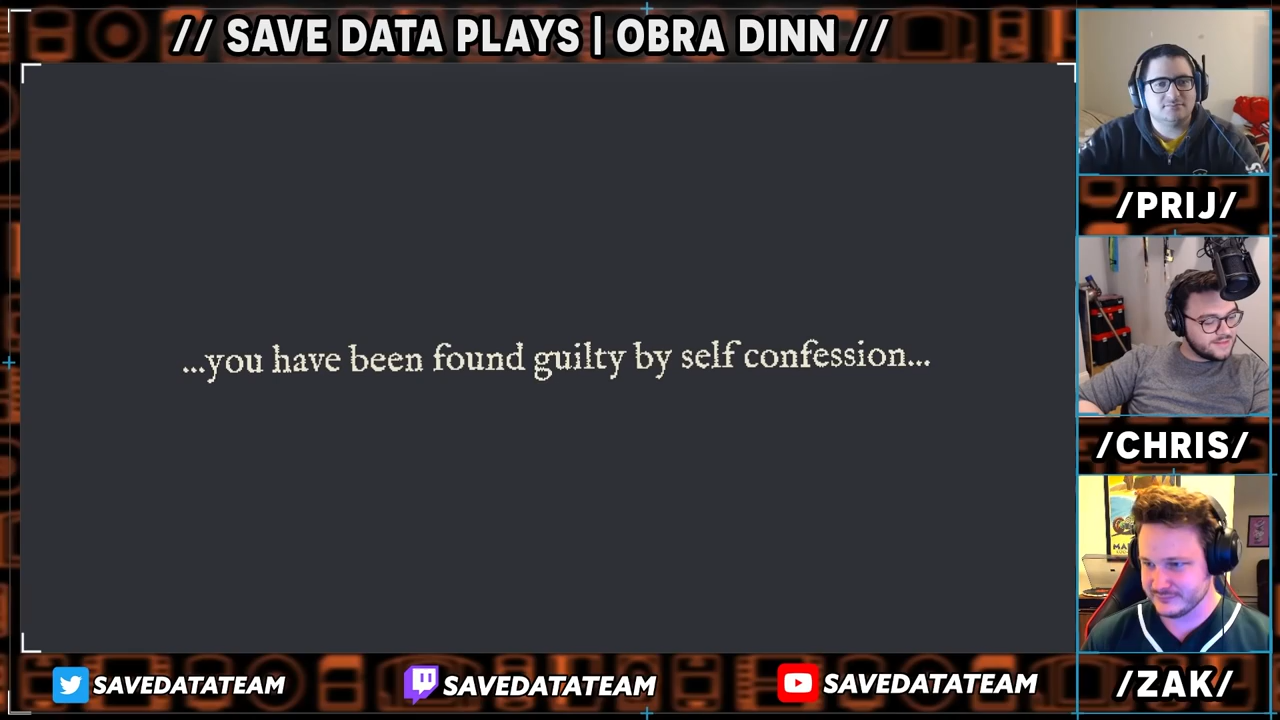 // SAVE DATA PLAYS | OBRA DINN //
/PRIJ/
...you have been found guilty by self confession...
/CHRIS/
/ZAK/
SAVEDATATEAM
SAVEDATATEAM
SAVEDATATEAM